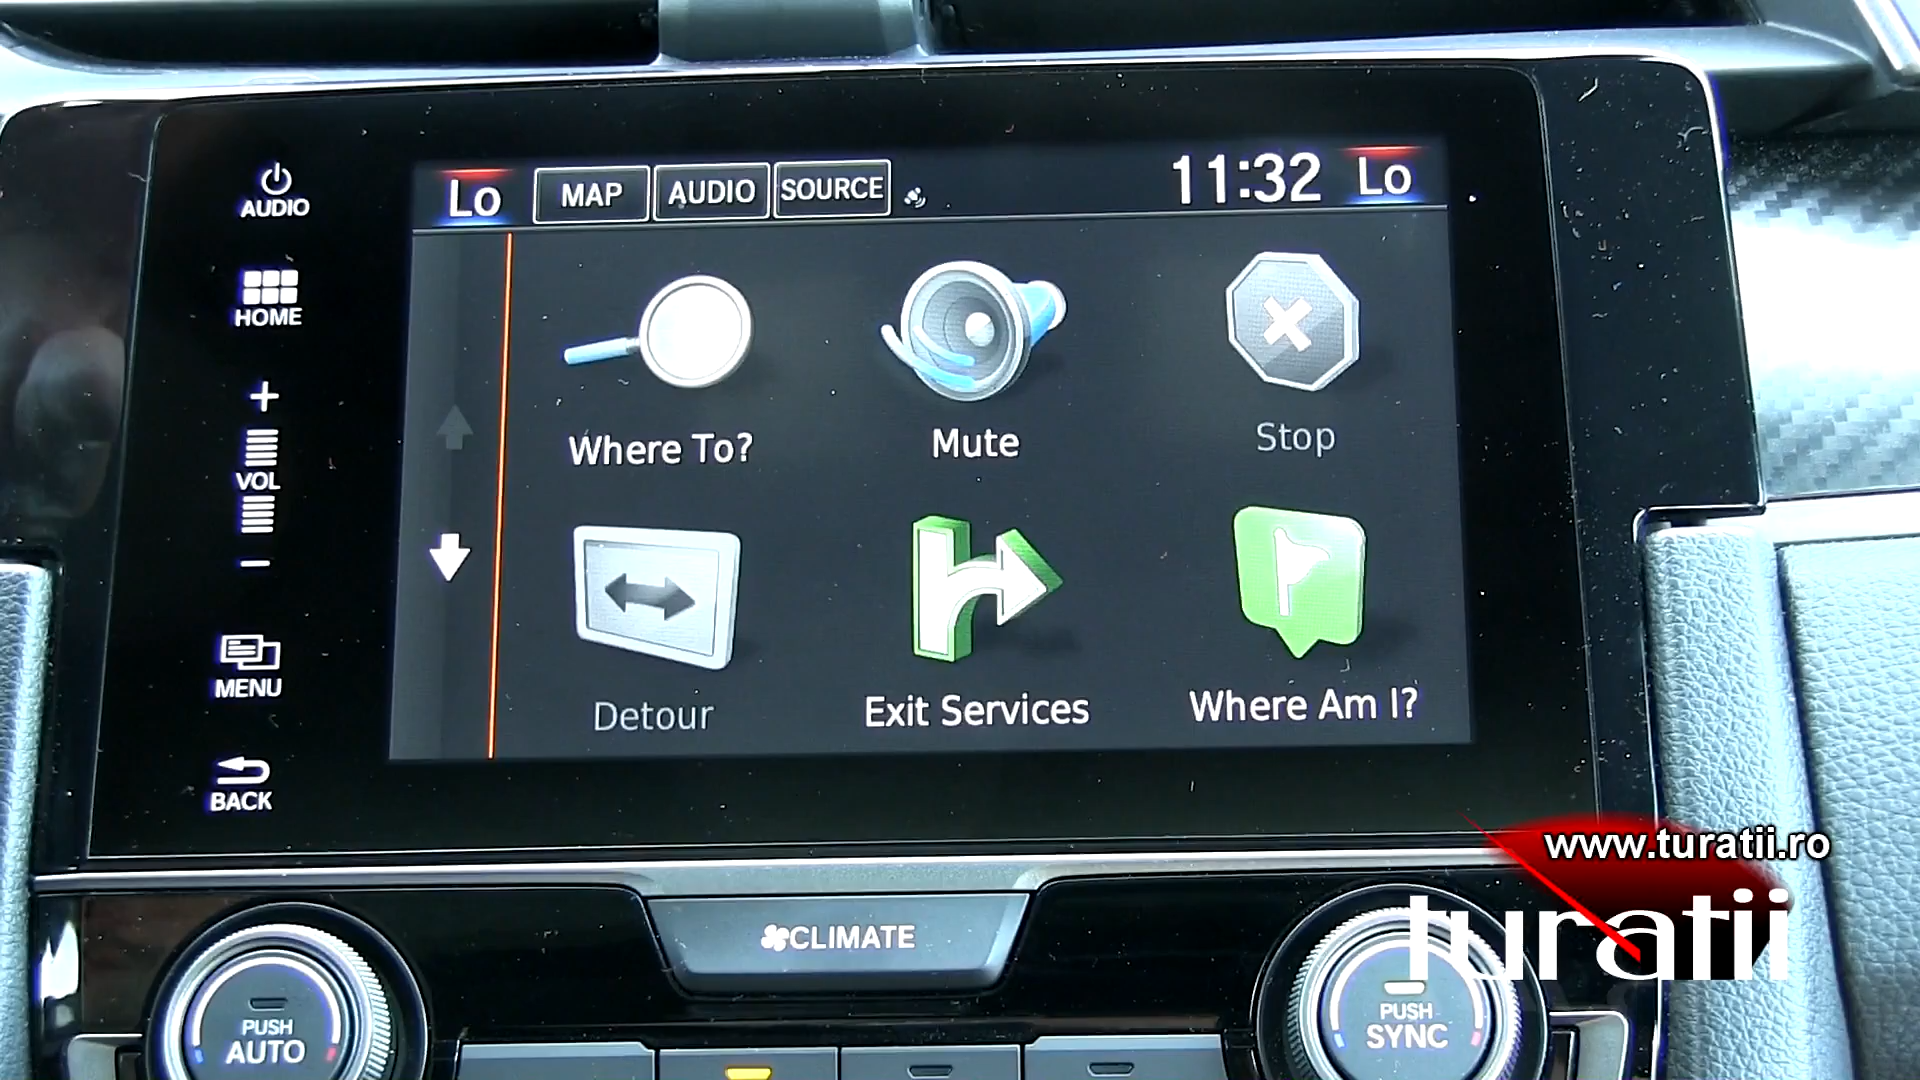 AUDIO
HOME
+
VOL
−
MENU
BACK
Lo MAP AUDIO SOURCE 11:32 Lo
Where To? Mute Stop
Detour Exit Services Where Am I?
www.turatii.ro
turatii
CLIMATE
PUSH
AUTO
PUSH
SYNC